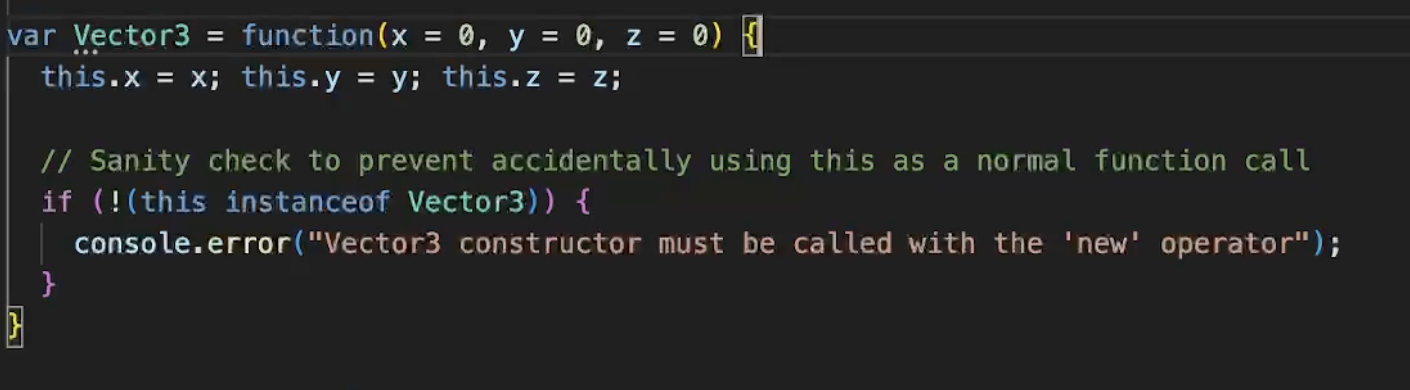 var Vector3 = function(x = 0, y = 0, z = 0) {
this.x = x; this.y = y; this.z = z;
// Sanity check to prevent accidentally using this as a normal function call
if (!(this instanceof Vector3)) {
console.error("Vector3 constructor must be called with the 'new' operator");
}
}